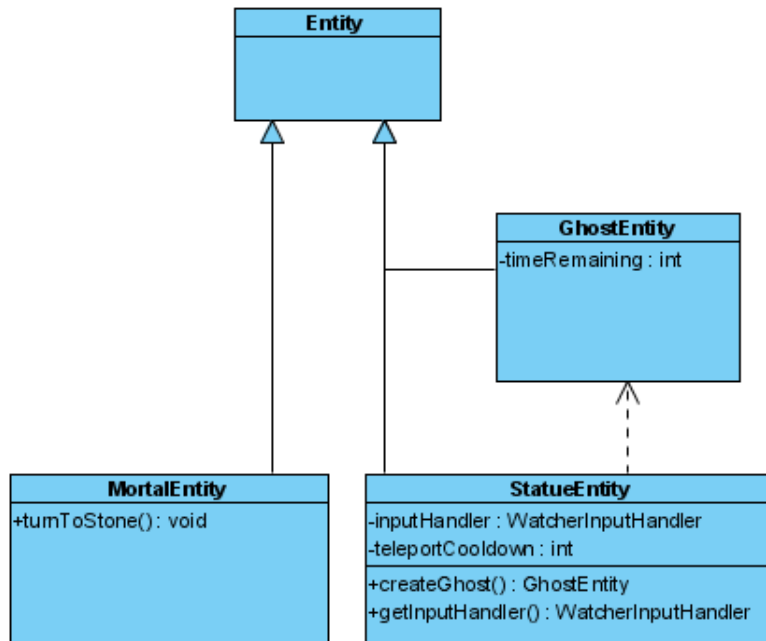 Entity
GhostEntity
-timeRemaining : int
MortalEntity
+turnToStone() : void
StatueEntity
-inputHandler : WatcherInputHandler
-teleportCooldown : int
+createGhost() : GhostEntity
+getInputHandler() : WatcherInputHandler